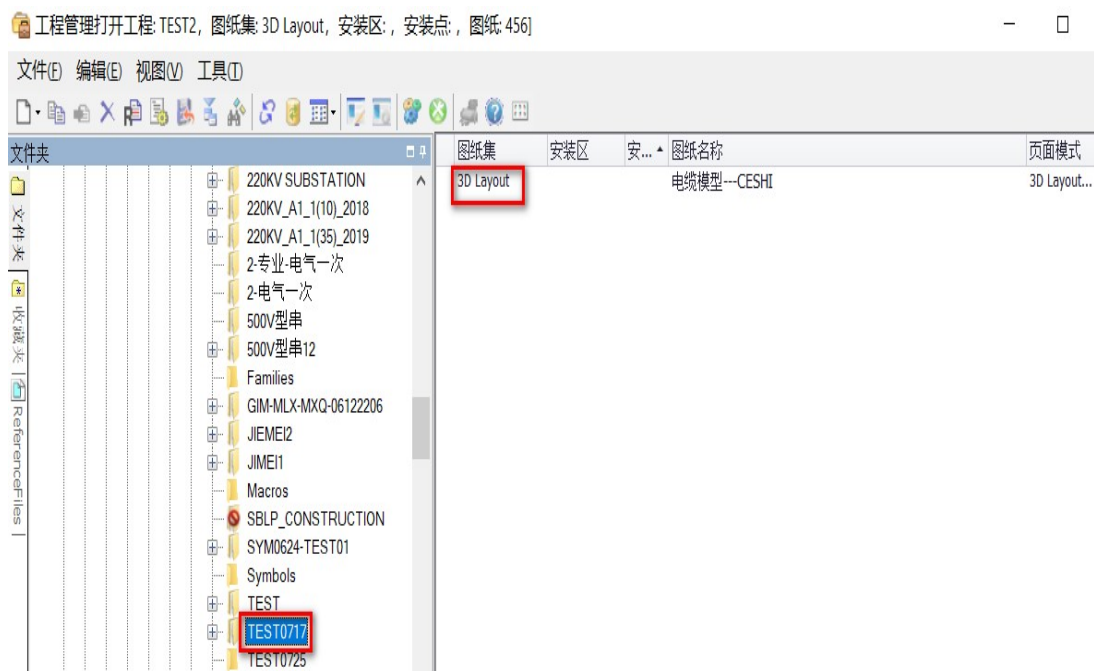 工程管理打开工程: TEST2，图纸集: 3D Layout，安装区:，安装点:，图纸: 456]
文件(F) 编辑(E) 视图(V) 工具(T)
文件夹
文件夹
收藏夹
ReferenceFiles
220KV SUBSTATION
220KV_A1_1(10)_2018
220KV_A1_1(35)_2019
2-专业-电气一次
2-电气一次
500V型串
500V型串12
Families
GIM-MLX-MXQ-06122206
JIEMEI2
JIMEI1
Macros
SBLP_CONSTRUCTION
SYM0624-TEST01
Symbols
TEST
TEST0717
TEST0725
图纸集 安装区 安... 图纸名称 页面模式
3D Layout 电缆模型---CESHI 3D Layout...